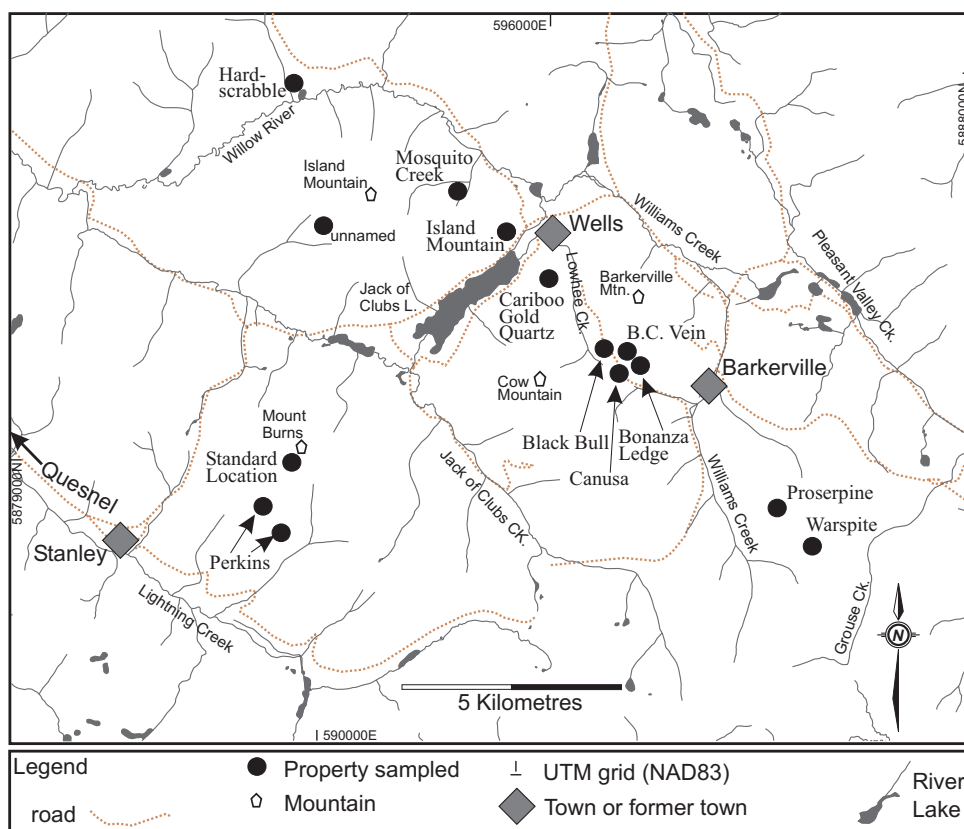 596000E
5888000N
Hard-
scrabble
Willow River
Island
Mountain
Mosquito
Creek
unnamed
Island
Mountain
Wells
Williams Creek
Pleasant Valley Ck.
Jack of
Clubs L.
Lowhee Ck.
Cariboo
Gold
Quartz
Barkerville
Mtn.
B.C. Vein
Barkerville
Cow
Mountain
Black Bull
Bonanza
Ledge
Canusa
Mount
Burns
Standard
Location
5879000N
Quesnel
Stanley
Perkins
Jack of Clubs CK.
Williams Creek
Proserpine
Warspite
Lightning Creek
Grouse Ck.
N
5 Kilometres
590000E
Legend
road
Property sampled
Mountain
UTM grid (NAD83)
Town or former town
River
Lake